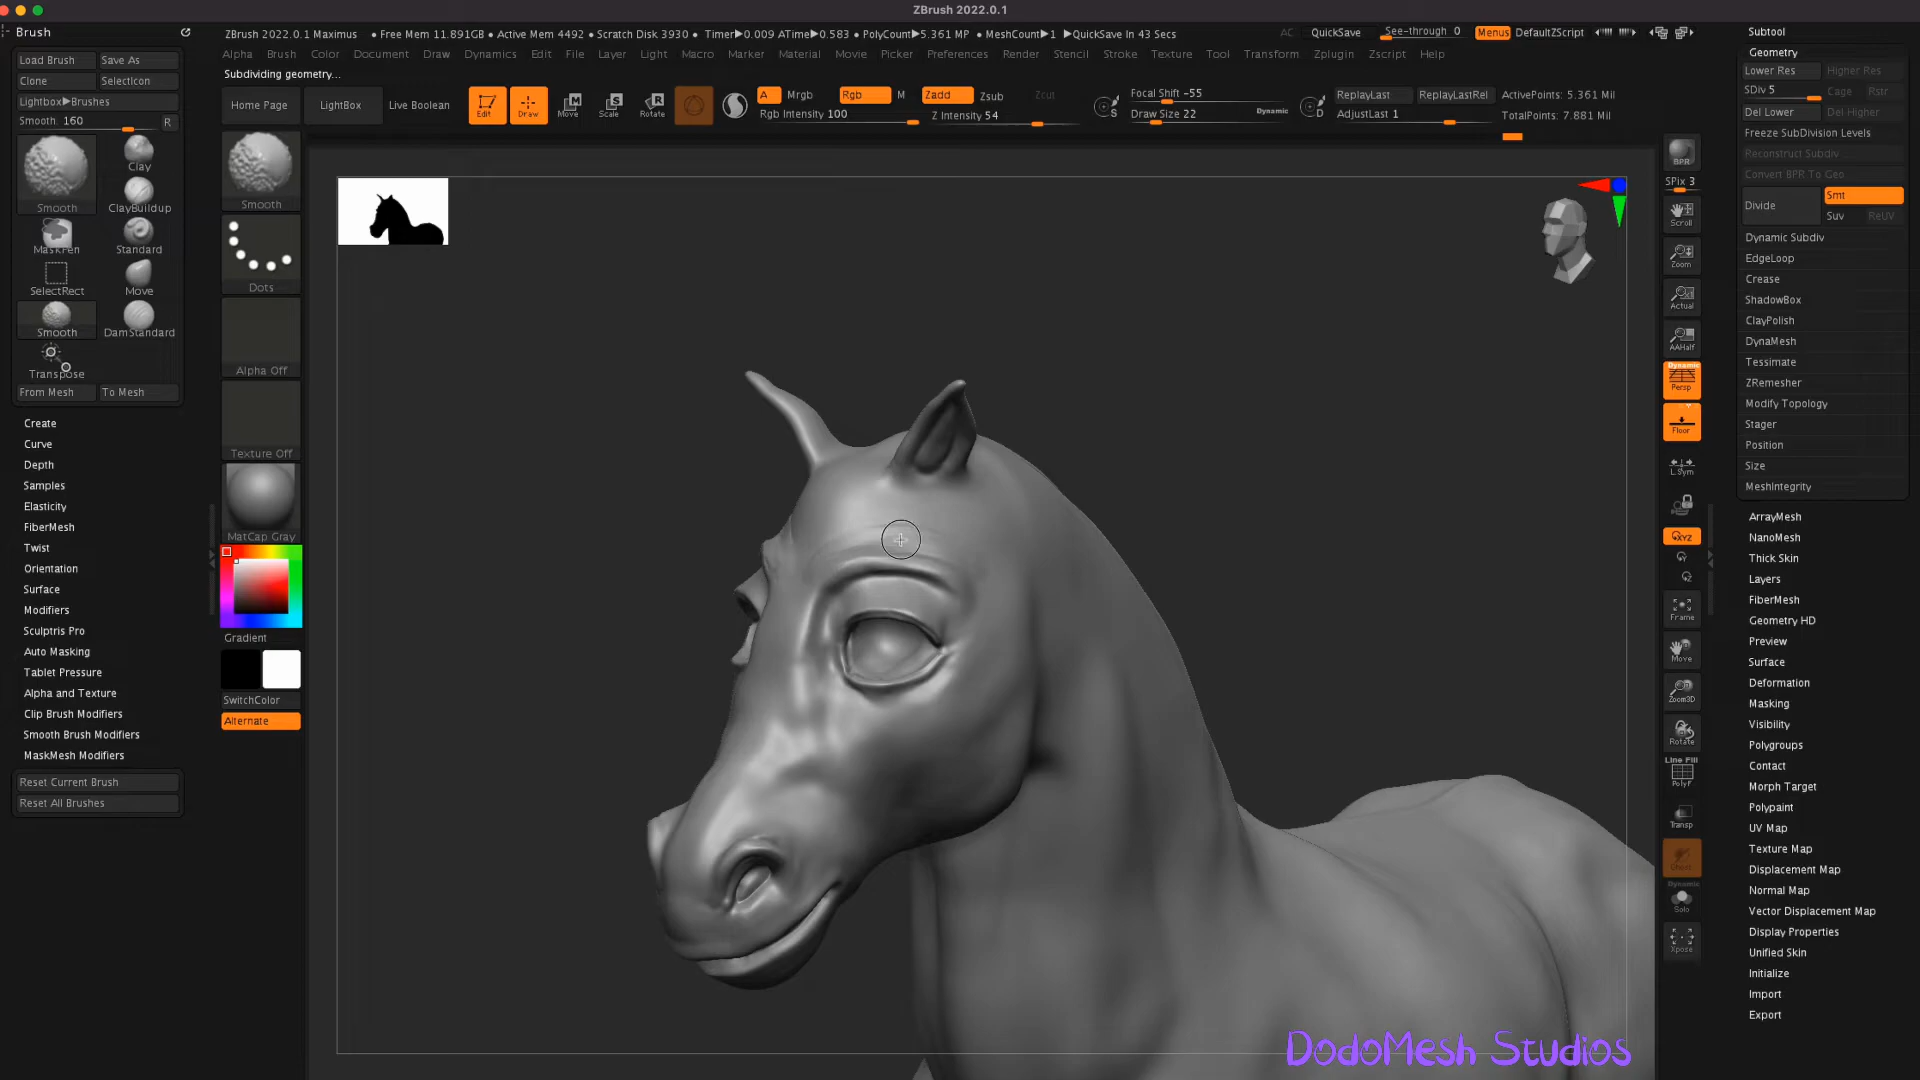 ZBrush 2022.0.1
Brush
ZBrush 2022.0.1 Maximus ● Free Mem 11.891GB ● Active Mem 4492 ● Scratch Disk 3930 ● Timer▶0.009 ATime▶0.583 ● PolyCount▶5.361 MP ● MeshCount▶1 ▶QuickSave In 43 Secs
AC QuickSave See-through 0 Menus DefaultZScript
Alpha Brush Color Document Draw Dynamics Edit File Layer Light Macro Marker Material Movie Picker Preferences Render Stencil Stroke Texture Tool Transform Zplugin Zscript Help
Subdividing geometry...
Load Brush Save As
Clone SelectIcon
Lightbox▶Brushes
Smooth. 160 R
Smooth
Clay
ClayBuildup
MaskPen Standard
SelectRect Move
Smooth DamStandard
Transpose
From Mesh To Mesh
Create
Curve
Depth
Samples
Elasticity
FiberMesh
Twist
Orientation
Surface
Modifiers
Sculptris Pro
Auto Masking
Tablet Pressure
Alpha and Texture
Clip Brush Modifiers
Smooth Brush Modifiers
MaskMesh Modifiers
Reset Current Brush
Reset All Brushes
Home Page LightBox Live Boolean
Edit Draw Move Scale Rotate
A Mrgb Rgb M Zadd Zsub Zcut
Rgb Intensity 100 Z Intensity 54
S Focal Shift -55
Draw Size 22 Dynamic
D ReplayLast ReplayLastRel
AdjustLast 1
ActivePoints: 5.361 Mil
TotalPoints: 7.881 Mil
Smooth
Dots
Alpha Off
Texture Off
MatCap Gray
Gradient
SwitchColor
Alternate
BPR
SPix 3
Scroll
Zoom
Actual
AAHalf
Dynamic
Persp
Floor
L.Sym
XYZ
Frame
Move
Zoom3D
Rotate
Line Fill
PolyF
Transp
Ghost
Dynamic
Solo
Xpose
Subtool
Geometry
Lower Res Higher Res
SDiv 5 Cage Rstr
Del Lower Del Higher
Freeze SubDivision Levels
Reconstruct Subdiv
Convert BPR To Geo
Divide Smt
Suv ReUV
Dynamic Subdiv
EdgeLoop
Crease
ShadowBox
ClayPolish
DynaMesh
Tessimate
ZRemesher
Modify Topology
Stager
Position
Size
MeshIntegrity
ArrayMesh
NanoMesh
Thick Skin
Layers
FiberMesh
Geometry HD
Preview
Surface
Deformation
Masking
Visibility
Polygroups
Contact
Morph Target
Polypaint
UV Map
Texture Map
Displacement Map
Normal Map
Vector Displacement Map
Display Properties
Unified Skin
Initialize
Import
Export
DodoMesh Studios